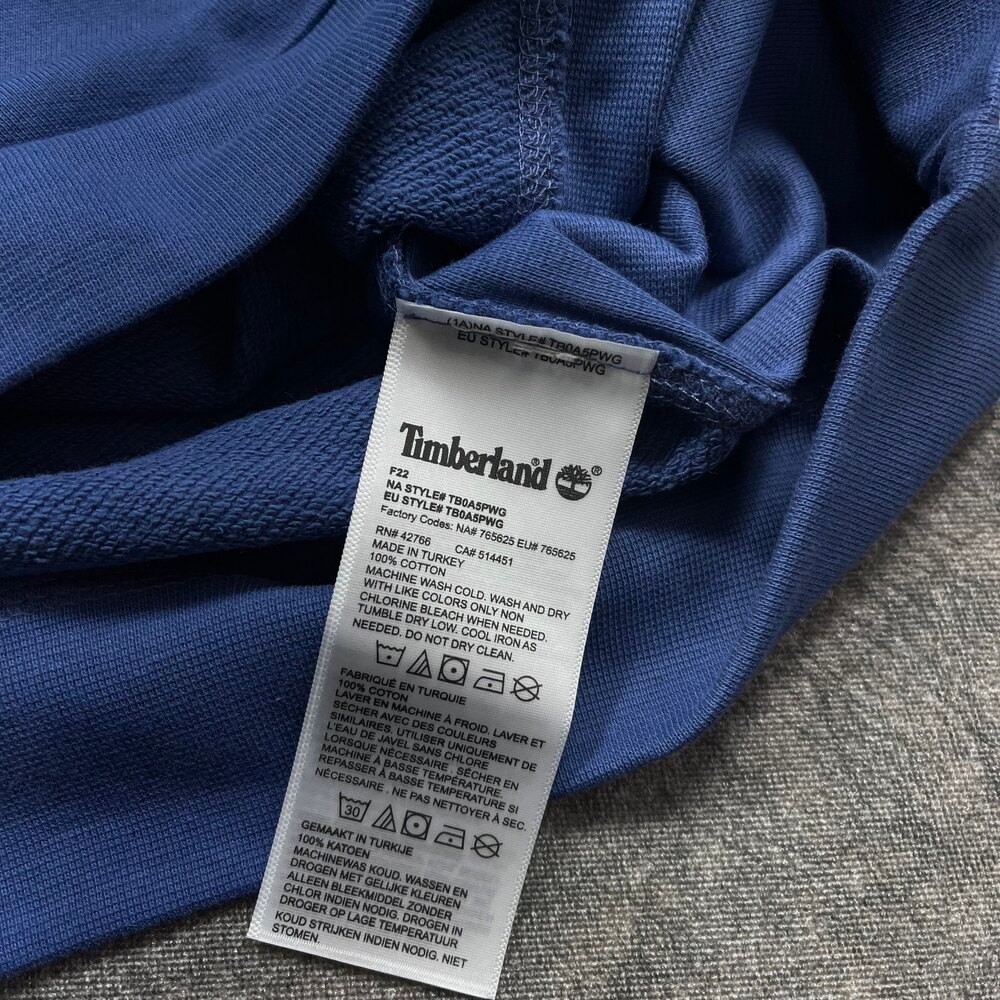 (1A)NA STYLE# TB0A5PWG
EU STYLE# TB0A5PWG
Timberland® ®
F22
NA STYLE# TB0A5PWG
EU STYLE# TB0A5PWG
Factory Codes: NA# 765625 EU# 765625
RN# 42766 CA# 514451
MADE IN TURKEY
100% COTTON
MACHINE WASH COLD. WASH AND DRY
WITH LIKE COLORS ONLY NON
CHLORINE BLEACH WHEN NEEDED.
TUMBLE DRY LOW. COOL IRON AS
NEEDED. DO NOT DRY CLEAN.
FABRIQUÉ EN TURQUIE
100% COTON
LAVER EN MACHINE À FROID. LAVER ET
SÉCHER AVEC DES COULEURS
SIMILAIRES. UTILISER UNIQUEMENT DE
L'EAU DE JAVEL SANS CHLORE
LORSQUE NÉCESSAIRE . SÉCHER EN
MACHINE À BASSE TEMPÉRATURE.
REPASSER À BASSE TEMPERATURE SI
NÉCESSAIRE . NE PAS NETTOYER À SEC.
30
GEMAAKT IN TURKIJE
100% KATOEN
MACHINEWAS KOUD. WASSEN EN
DROGEN MET GELIJKE KLEUREN
ALLEEN BLEEKMIDDEL ZONDER
CHLOR INDIEN NODIG. DROGEN IN
DROGER OP LAGE TEMPERATUUR
KOUD STRIJKEN INDIEN NODIG. NIET
STOMEN.